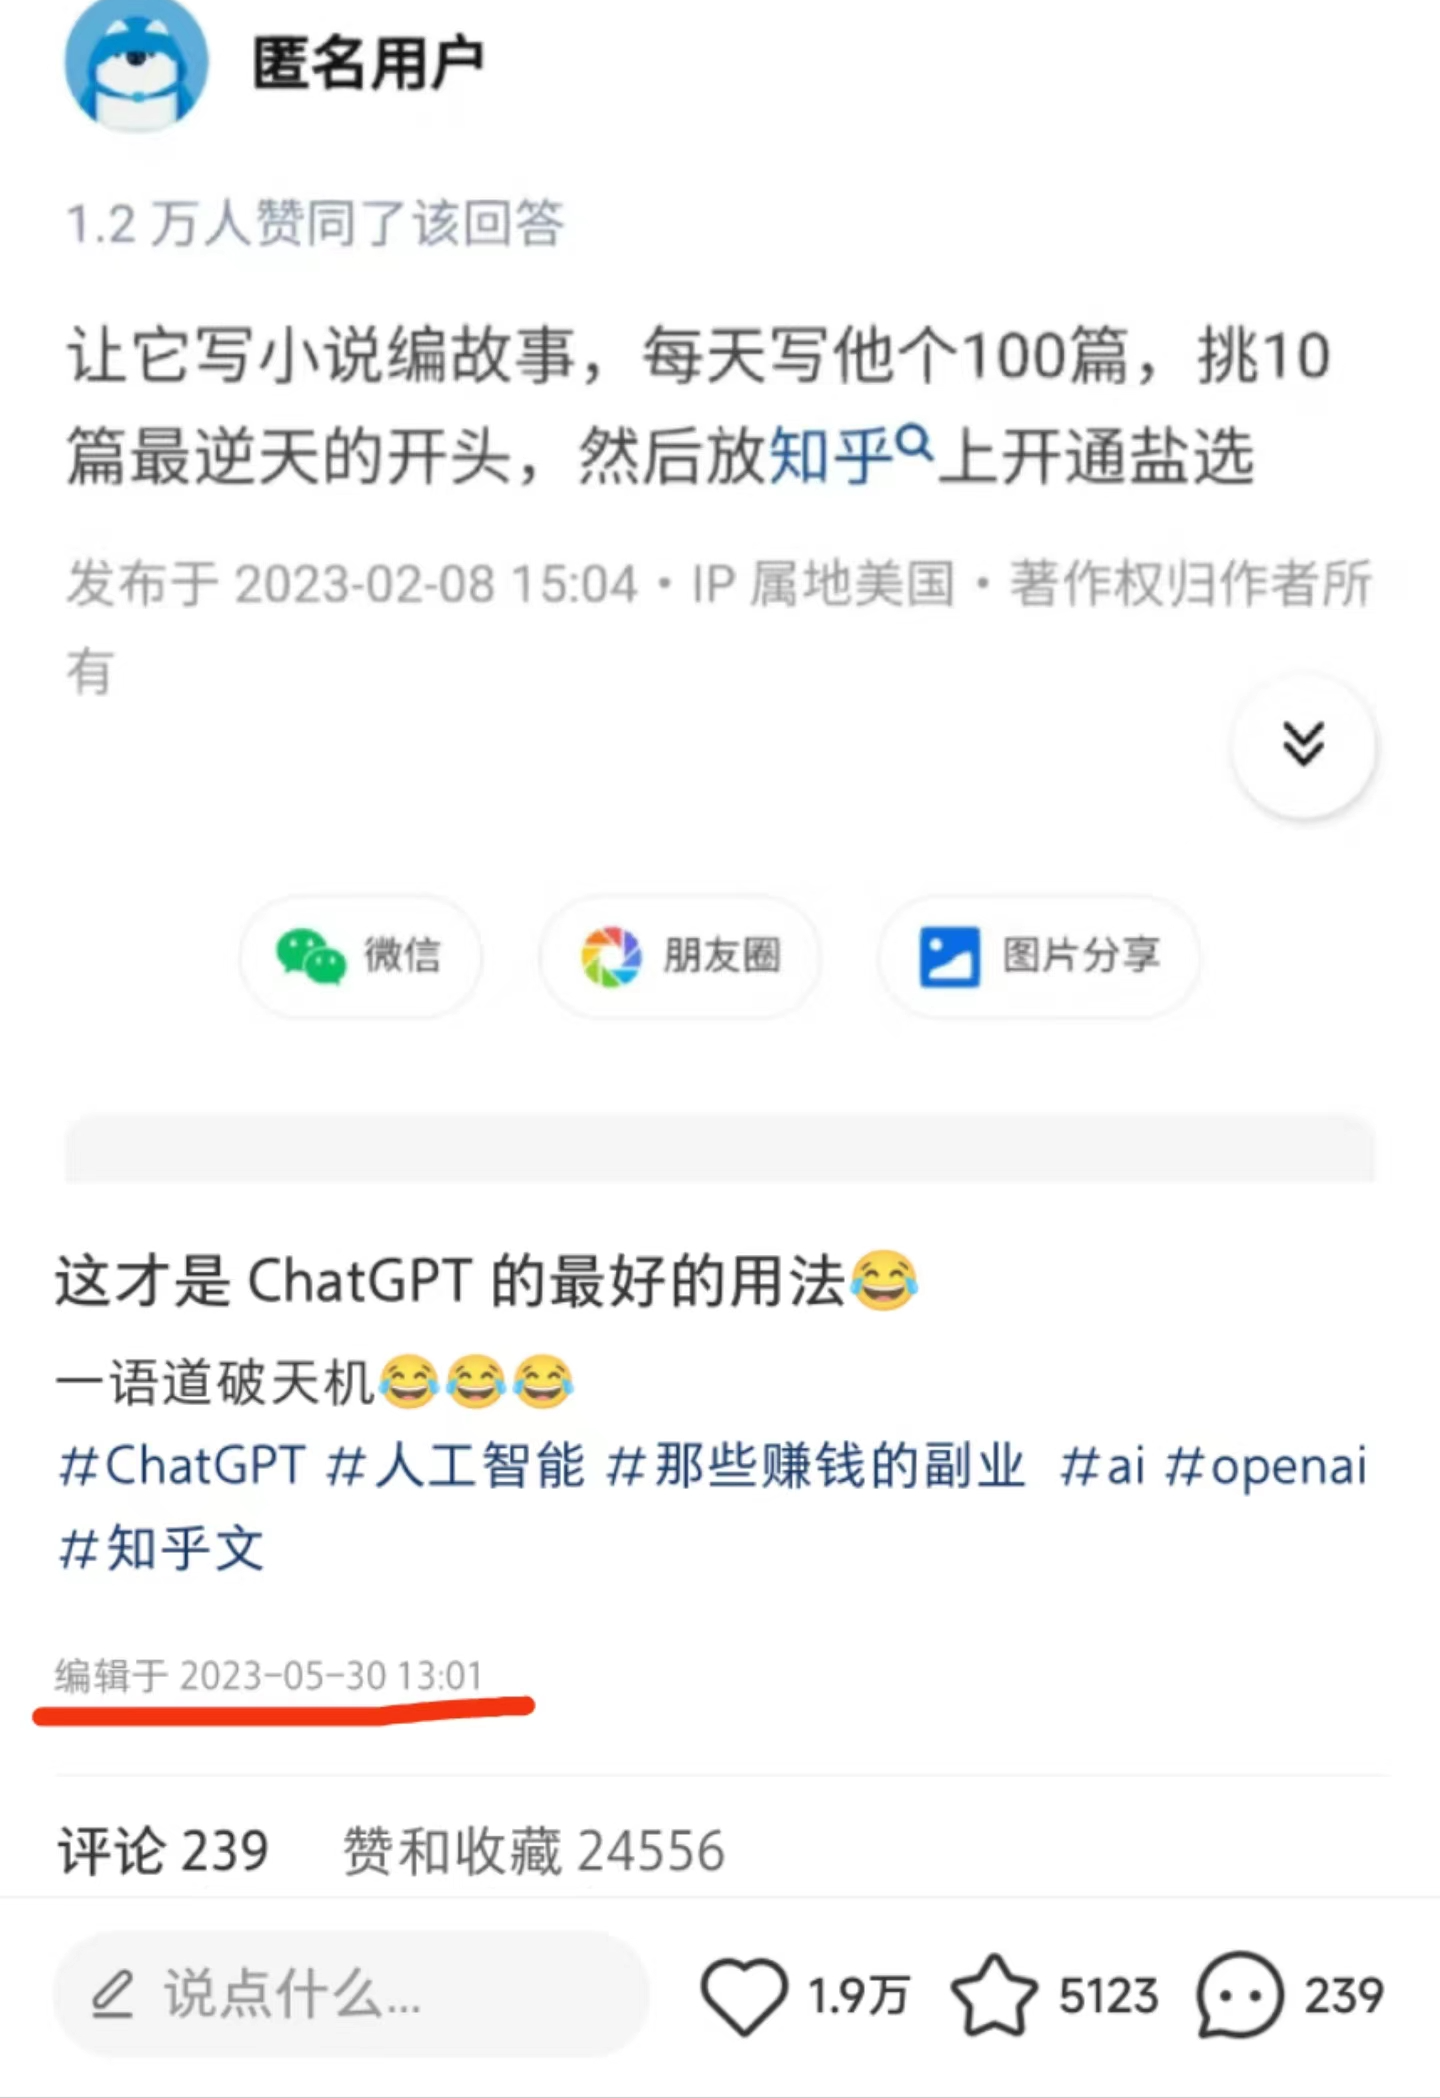 匿名用户
1.2 万人赞同了该回答
让它写小说编故事，每天写他个100篇，挑10
篇最逆天的开头，然后放知乎上开通盐选
发布于 2023-02-08 15:04・IP 属地美国・著作权归作者所
有
微信 朋友圈 图片分享
这才是 ChatGPT 的最好的用法😂
一语道破天机😂😂😂
#ChatGPT #人工智能 #那些赚钱的副业 #ai #openai
#知乎文
编辑于 2023-05-30 13:01
评论 239 赞和收藏 24556
说点什么... 1.9万 5123 239